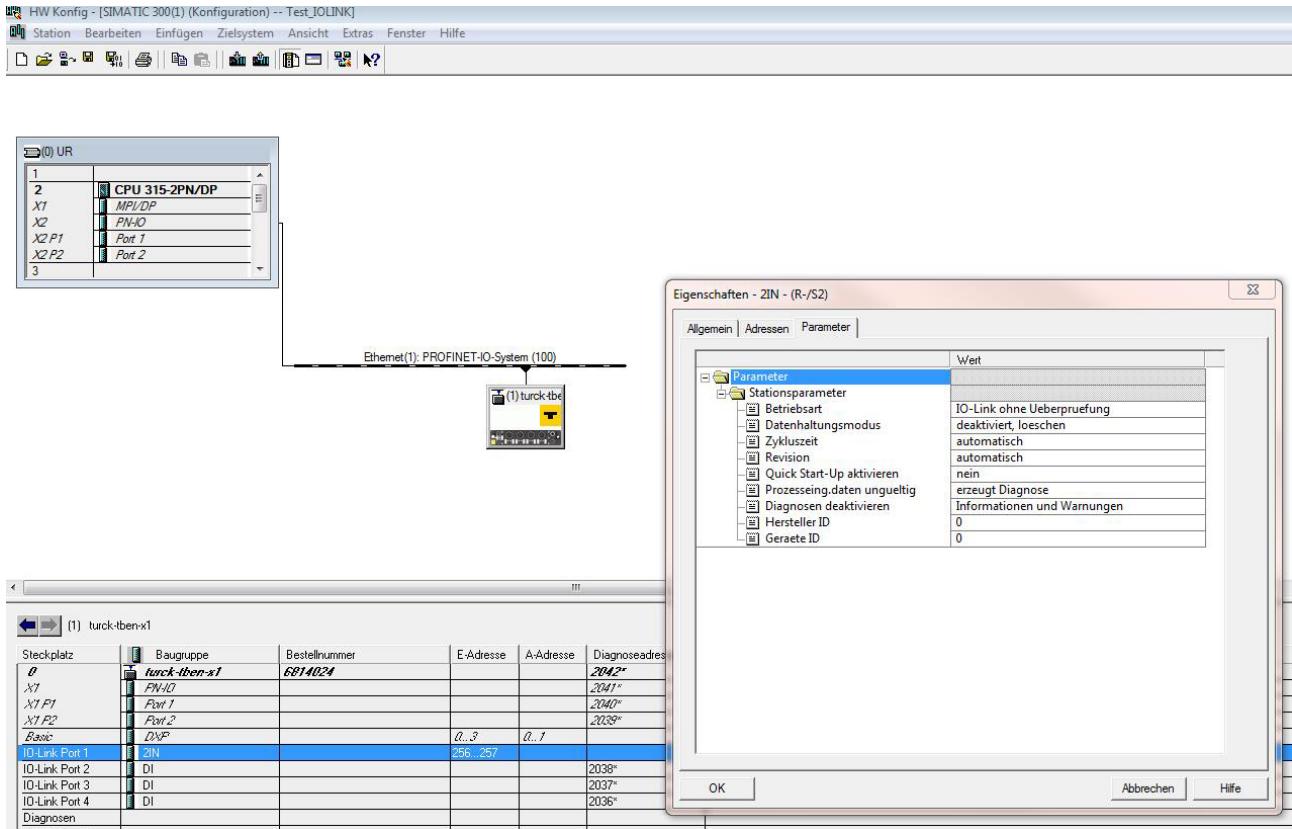 HW Konfig - [SIMATIC 300(1) (Konfiguration) -- Test_IOLINK]
Station Bearbeiten Einfügen Zielsystem Ansicht Extras Fenster Hilfe
(0) UR
1
2 CPU 315-2PN/DP
X1 MPI/DP
X2 PN-IO
X2 P1 Port 1
X2 P2 Port 2
3
Ethernet(1): PROFINET-IO-System (100)
(1) turck-tbe
Eigenschaften - 2IN - (R-/S2)
Allgemein Adressen Parameter
Wert
Parameter
Stationsparameter
Betriebsart IO-Link ohne Ueberpruefung
Datenhaltungsmodus deaktiviert, loeschen
Zykluszeit automatisch
Revision automatisch
Quick Start-Up aktivieren nein
Prozesseing.daten ungueltig erzeugt Diagnose
Diagnosen deaktivieren Informationen und Warnungen
Hersteller ID 0
Geraete ID 0
OK Abbrechen Hilfe
(1) turck-tben-x1
Steckplatz Baugruppe Bestellnummer E-Adresse A-Adresse Diagnoseadres
0 turck-tben-x1 6814024 2042*
X1 PN-IO 2041*
X1 P1 Port 1 2040*
X1 P2 Port 2 2039*
Basic DXP 0...3 0...1
IO-Link Port 1 2IN 256...257
IO-Link Port 2 DI 2038*
IO-Link Port 3 DI 2037*
IO-Link Port 4 DI 2036*
Diagnosen